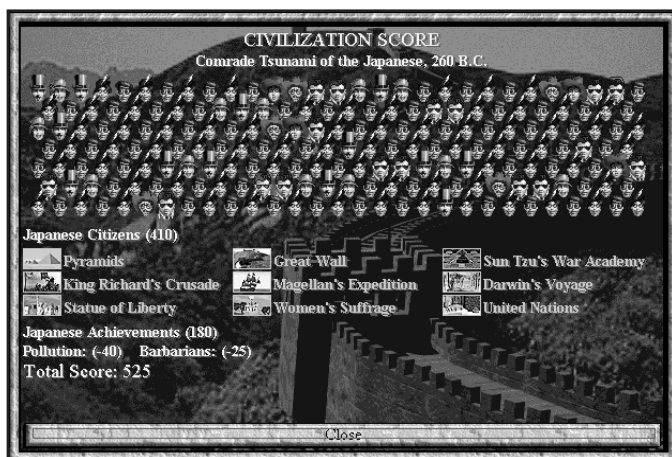 CIVILIZATION SCORE
Comrade Tsunami of the Japanese, 260 B.C.
Japanese Citizens (410)
Pyramids Great Wall Sun Tzu's War Academy
King Richard's Crusade Magellan's Expedition Darwin's Voyage
Statue of Liberty Women's Suffrage United Nations
Japanese Achievements (180)
Pollution: (-40) Barbarians: (-25)
Total Score: 525
Close